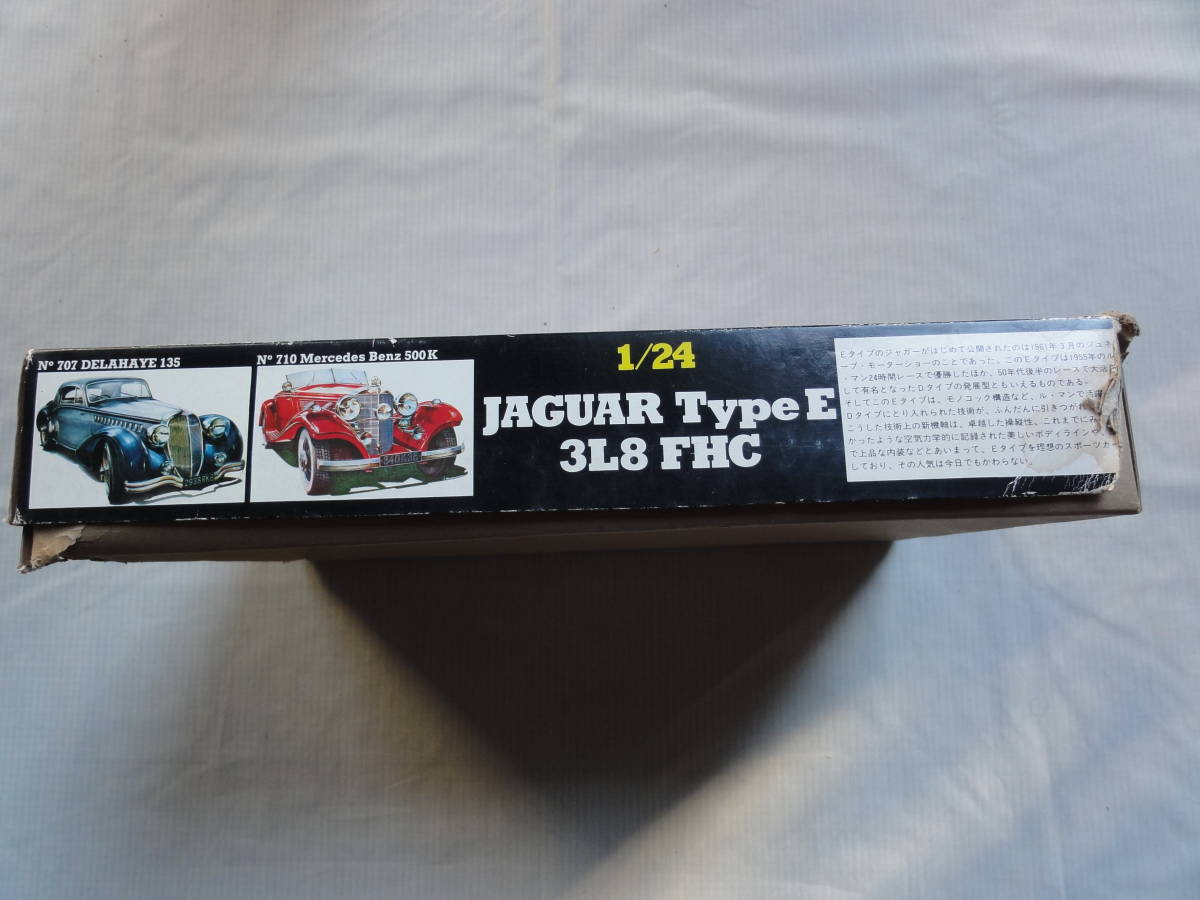 Nº 707 DELAHAYE 135
Nº 710 Mercedes Benz 500 K
1/24
JAGUAR Type E
3L8 FHC
Eタイプのジャガーがはじめて公開されたのは1961年3月のジュネ
ーブ・モーターショーのことであった。このEタイプは1955年のル
・マン24時間レースで優勝したほか、50年代後半のレースで大活
して有名となったDタイプの発展型ともいえるものである。
そしてこのEタイプは、モノコック構造など、ル・マンで活
Dタイプにとり入れられた技術が、ふんだんに引きつがれ
こうした技術上の新機軸は、卓越した操縦性、これまでにみ
かったような空気力学的に記録された美しいボディラインや
で上品な内装などとあいまって、Eタイプを理想のスポーツカー
しており、その人気は今日でもかわらない。